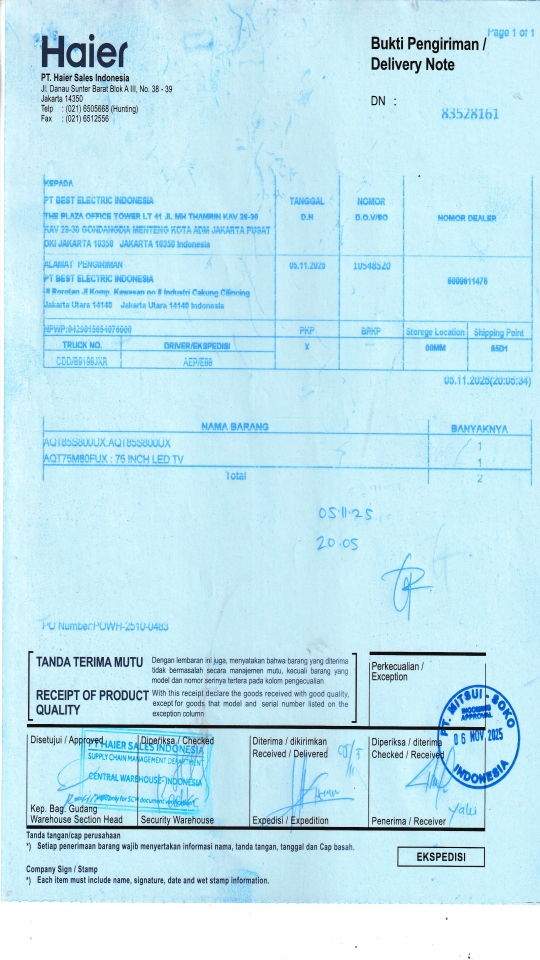 Page 1 of 1
Haier
Bukti Pengiriman /
Delivery Note
PT. Haier Sales Indonesia
Jl. Danau Sunter Barat Blok A III, No. 38 - 39
Jakarta 14350
Telp : (021) 6505668 (Hunting)
Fax : (021) 6512556
DN :
83528161
KEPADA
PT BEST ELECTRIC INDONESIA
THE PLAZA OFFICE TOWER LT 41 JL MH THAMRIN KAV 28-30
KAV 28-30 GONDANGDIA MENTENG KOTA ADM JAKARTA PUSAT
DKI JAKARTA 10350 JAKARTA 10350 Indonesia
TANGGAL
D.N
NOMOR
D.O.V/SO
NOMOR DEALER
ALAMAT PENGIRIMAN
PT BEST ELECTRIC INDONESIA
Jl Rorotan Jl Komp. Kawasan no 6 Industri Cakung Cilincing
Jakarta Utara 14140 Jakarta Utara 14140 Indonesia
05.11.2025
10548520
PKP
BPKP
Storage Location
Shipping Point
TRUCK NO.
DRIVER/EKSPEDISI
X
00MM
65D1
05.11.2025(20:05:34)
NAMA BARANG
BANYAKNYA
AQT85S800UX:AQT85S800UX
1
AQT75M80FUX : 75 INCH LED TV
1
Total
2
05.11.25
20.05
PO Number:POWH-2510-0483
TANDA TERIMA MUTU
Dengan lembaran ini juga, menyatakan bahwa barang yang diterima
tidak bermasalah secara manajemen mutu, kecuali barang yang
model dan nomor serinya tertera pada kolom pengecualian
RECEIPT OF PRODUCT
QUALITY
With this receipt declare the goods received with good quality,
except for goods that model and serial number listed on the
exception column
Perkecualian /
Exception
PT. MITSUI - SOKO
INDONESIA
INCOMING
APPROVAL
06 NOV 2025
Disetujui / Approved
Diperiksa / Checked
Diterima / dikirimkan
Received / Delivered
Diperiksa / diterima
Checked / Received
PT HAIER SALES INDONESIA
SUPPLY CHAIN MANAGEMENT DEPARTMENT
CENTRAL WAREHOUSE - INDONESIA
Kep. Bag. Gudang
Warehouse Section Head
Security Warehouse
Expedisi / Expedition
Penerima / Receiver
Tanda tangan/cap perusahaan
*) Setiap penerimaan barang wajib menyertakan informasi nama, tanda tangan, tanggal dan Cap basah.
EKSPEDISI
Company Sign / Stamp
*) Each item must include name, signature, date and wet stamp information.